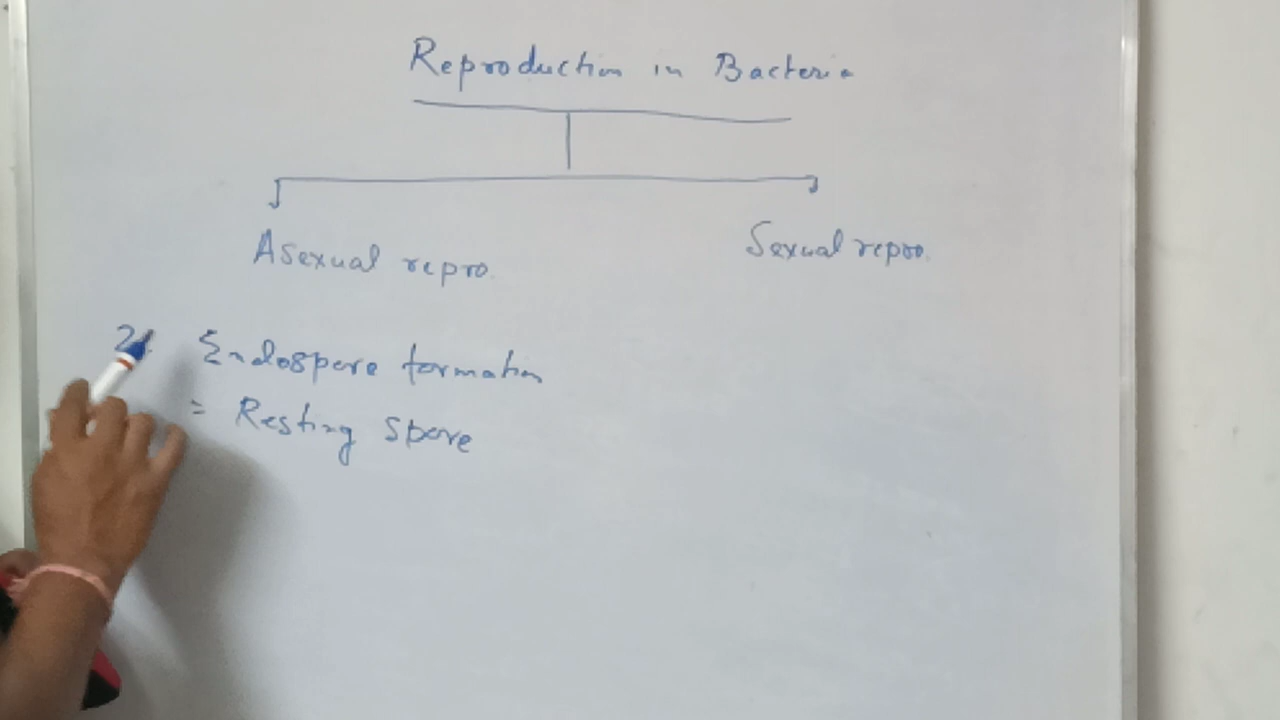 Reproduction in Bacteria
Asexual repro.
Sexual repro.
2. Endospore formation
= Resting spore